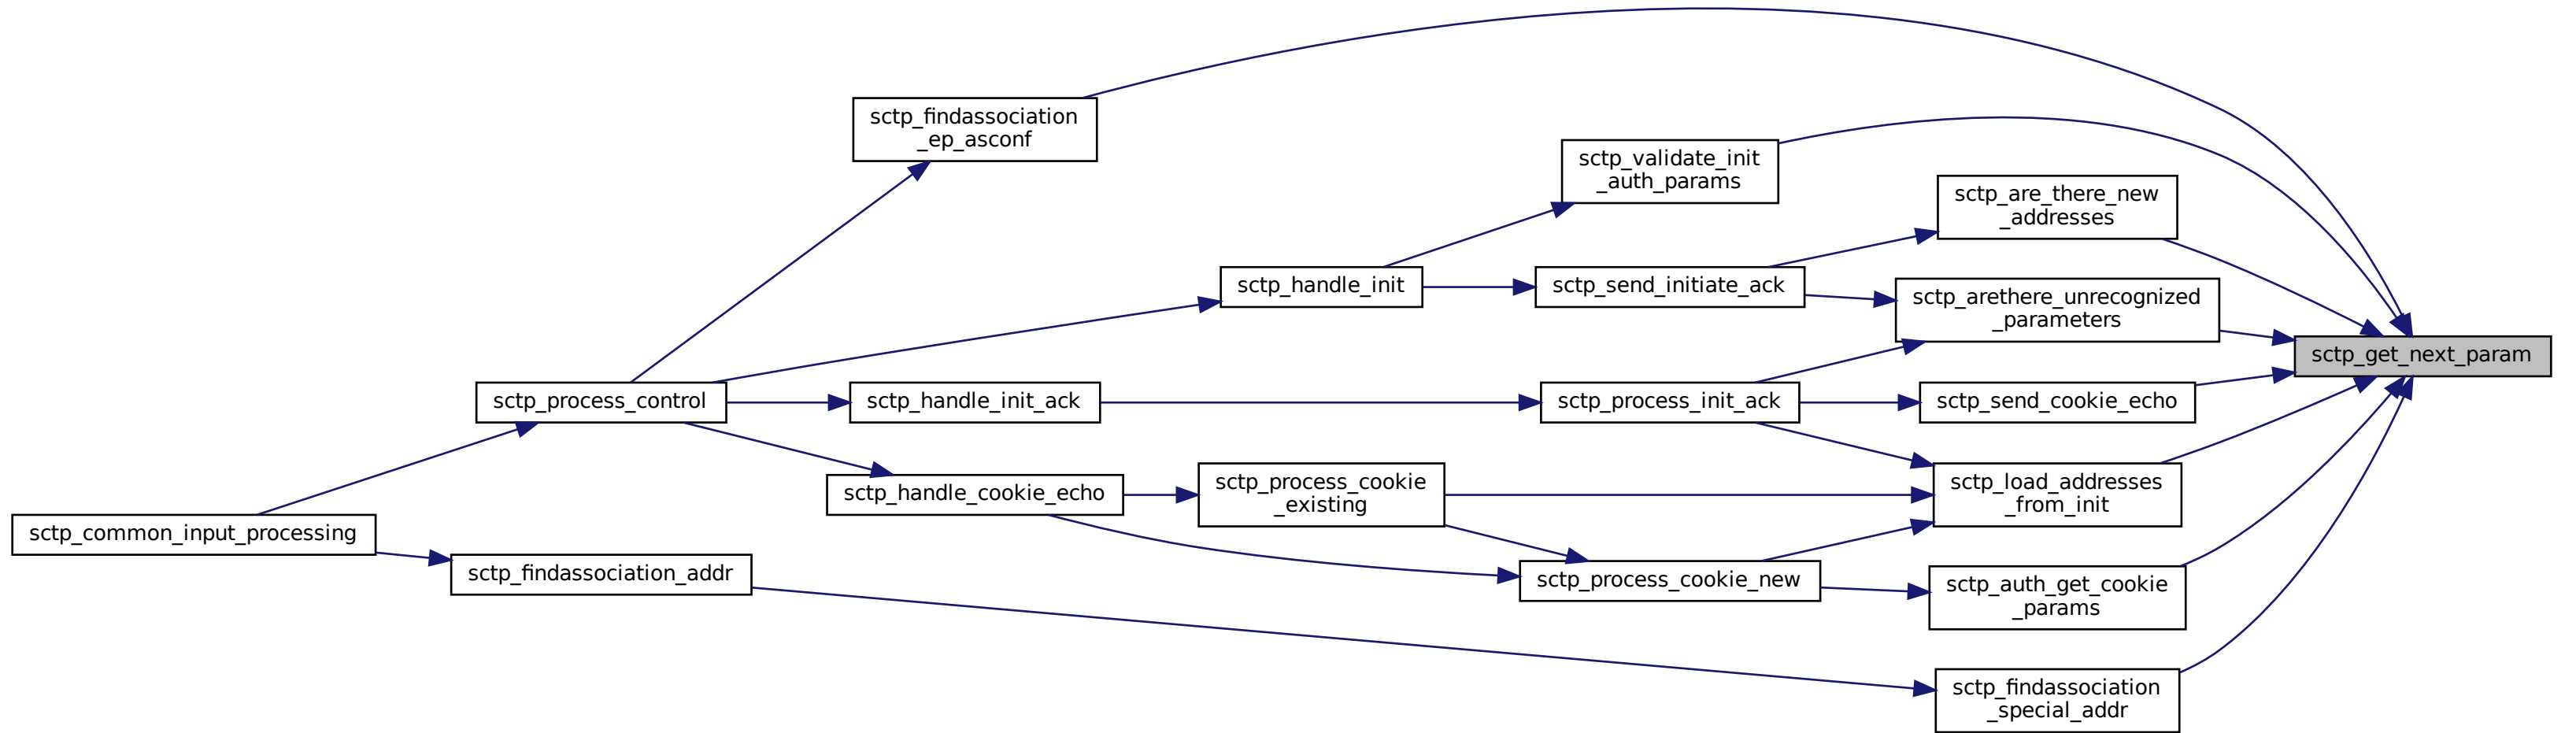 sctp_findassociation
_ep_asconf
sctp_validate_init
_auth_params
sctp_are_there_new
_addresses
sctp_handle_init
sctp_send_initiate_ack
sctp_arethere_unrecognized
_parameters
sctp_get_next_param
sctp_process_control
sctp_handle_init_ack
sctp_process_init_ack
sctp_send_cookie_echo
sctp_handle_cookie_echo
sctp_process_cookie
_existing
sctp_load_addresses
_from_init
sctp_common_input_processing
sctp_findassociation_addr
sctp_process_cookie_new
sctp_auth_get_cookie
_params
sctp_findassociation
_special_addr